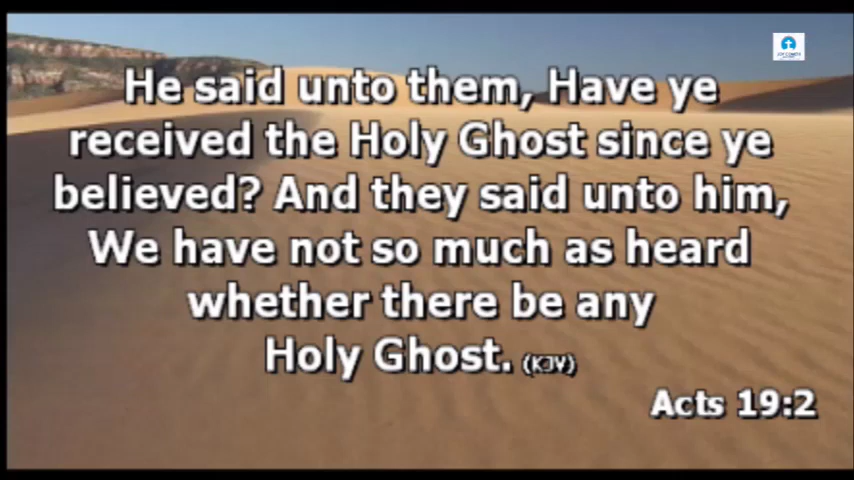 He said unto them, Have ye
received the Holy Ghost since ye
believed? And they said unto him,
We have not so much as heard
whether there be any
Holy Ghost. (KJV)
Acts 19:2